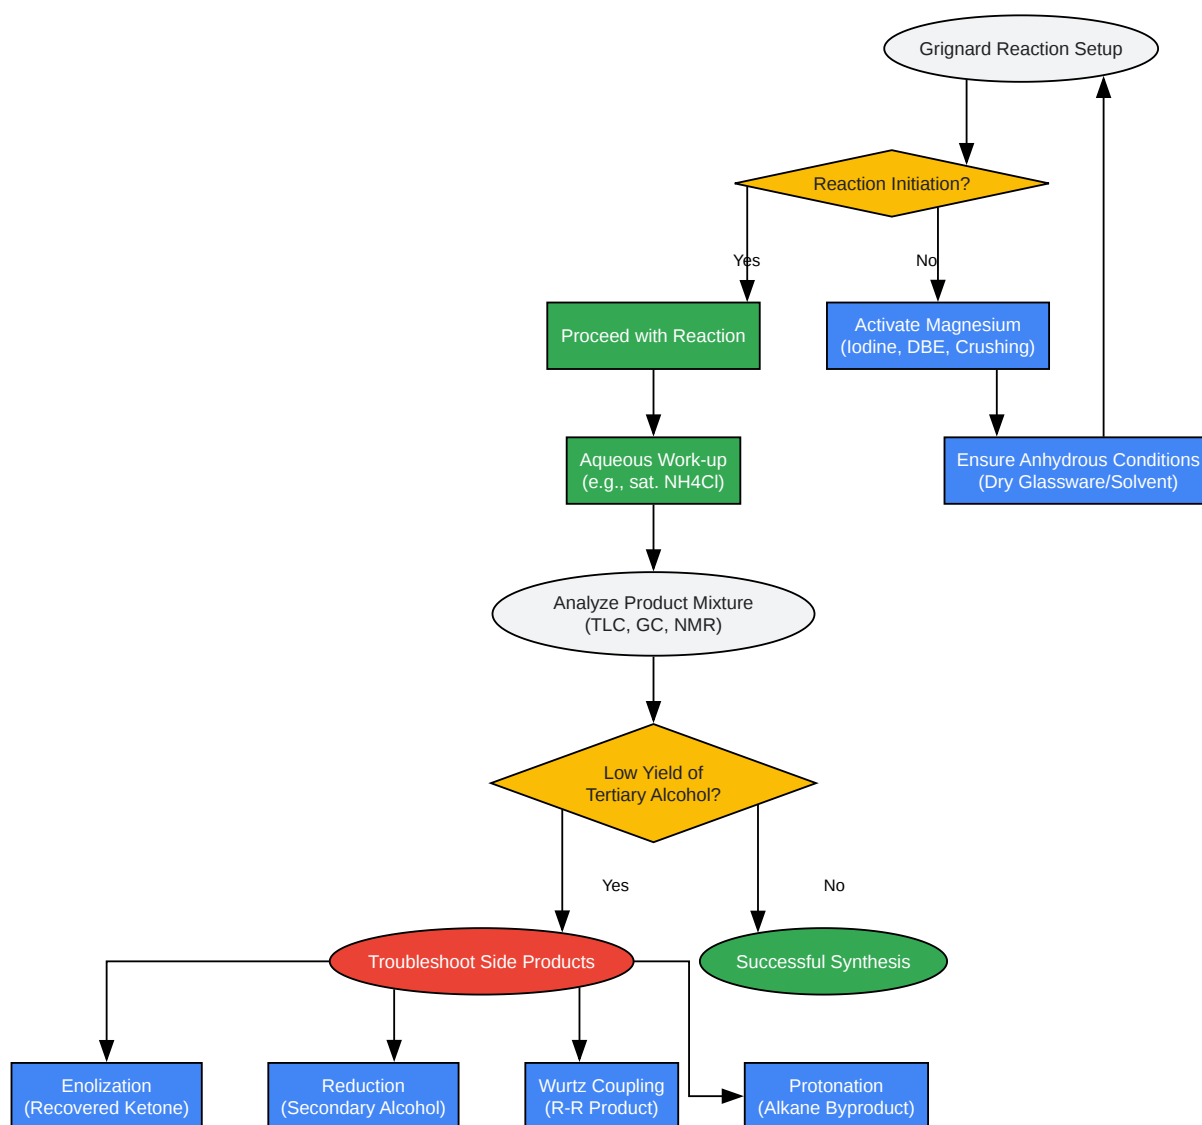 Grignard Reaction Setup
Reaction Initiation?
Yes
No
Proceed with Reaction
Activate Magnesium
(Iodine, DBE, Crushing)
Aqueous Work-up
(e.g., sat. NH4Cl)
Ensure Anhydrous Conditions
(Dry Glassware/Solvent)
Analyze Product Mixture
(TLC, GC, NMR)
Low Yield of
Tertiary Alcohol?
Yes
No
Troubleshoot Side Products
Successful Synthesis
Enolization
(Recovered Ketone)
Reduction
(Secondary Alcohol)
Wurtz Coupling
(R-R Product)
Protonation
(Alkane Byproduct)